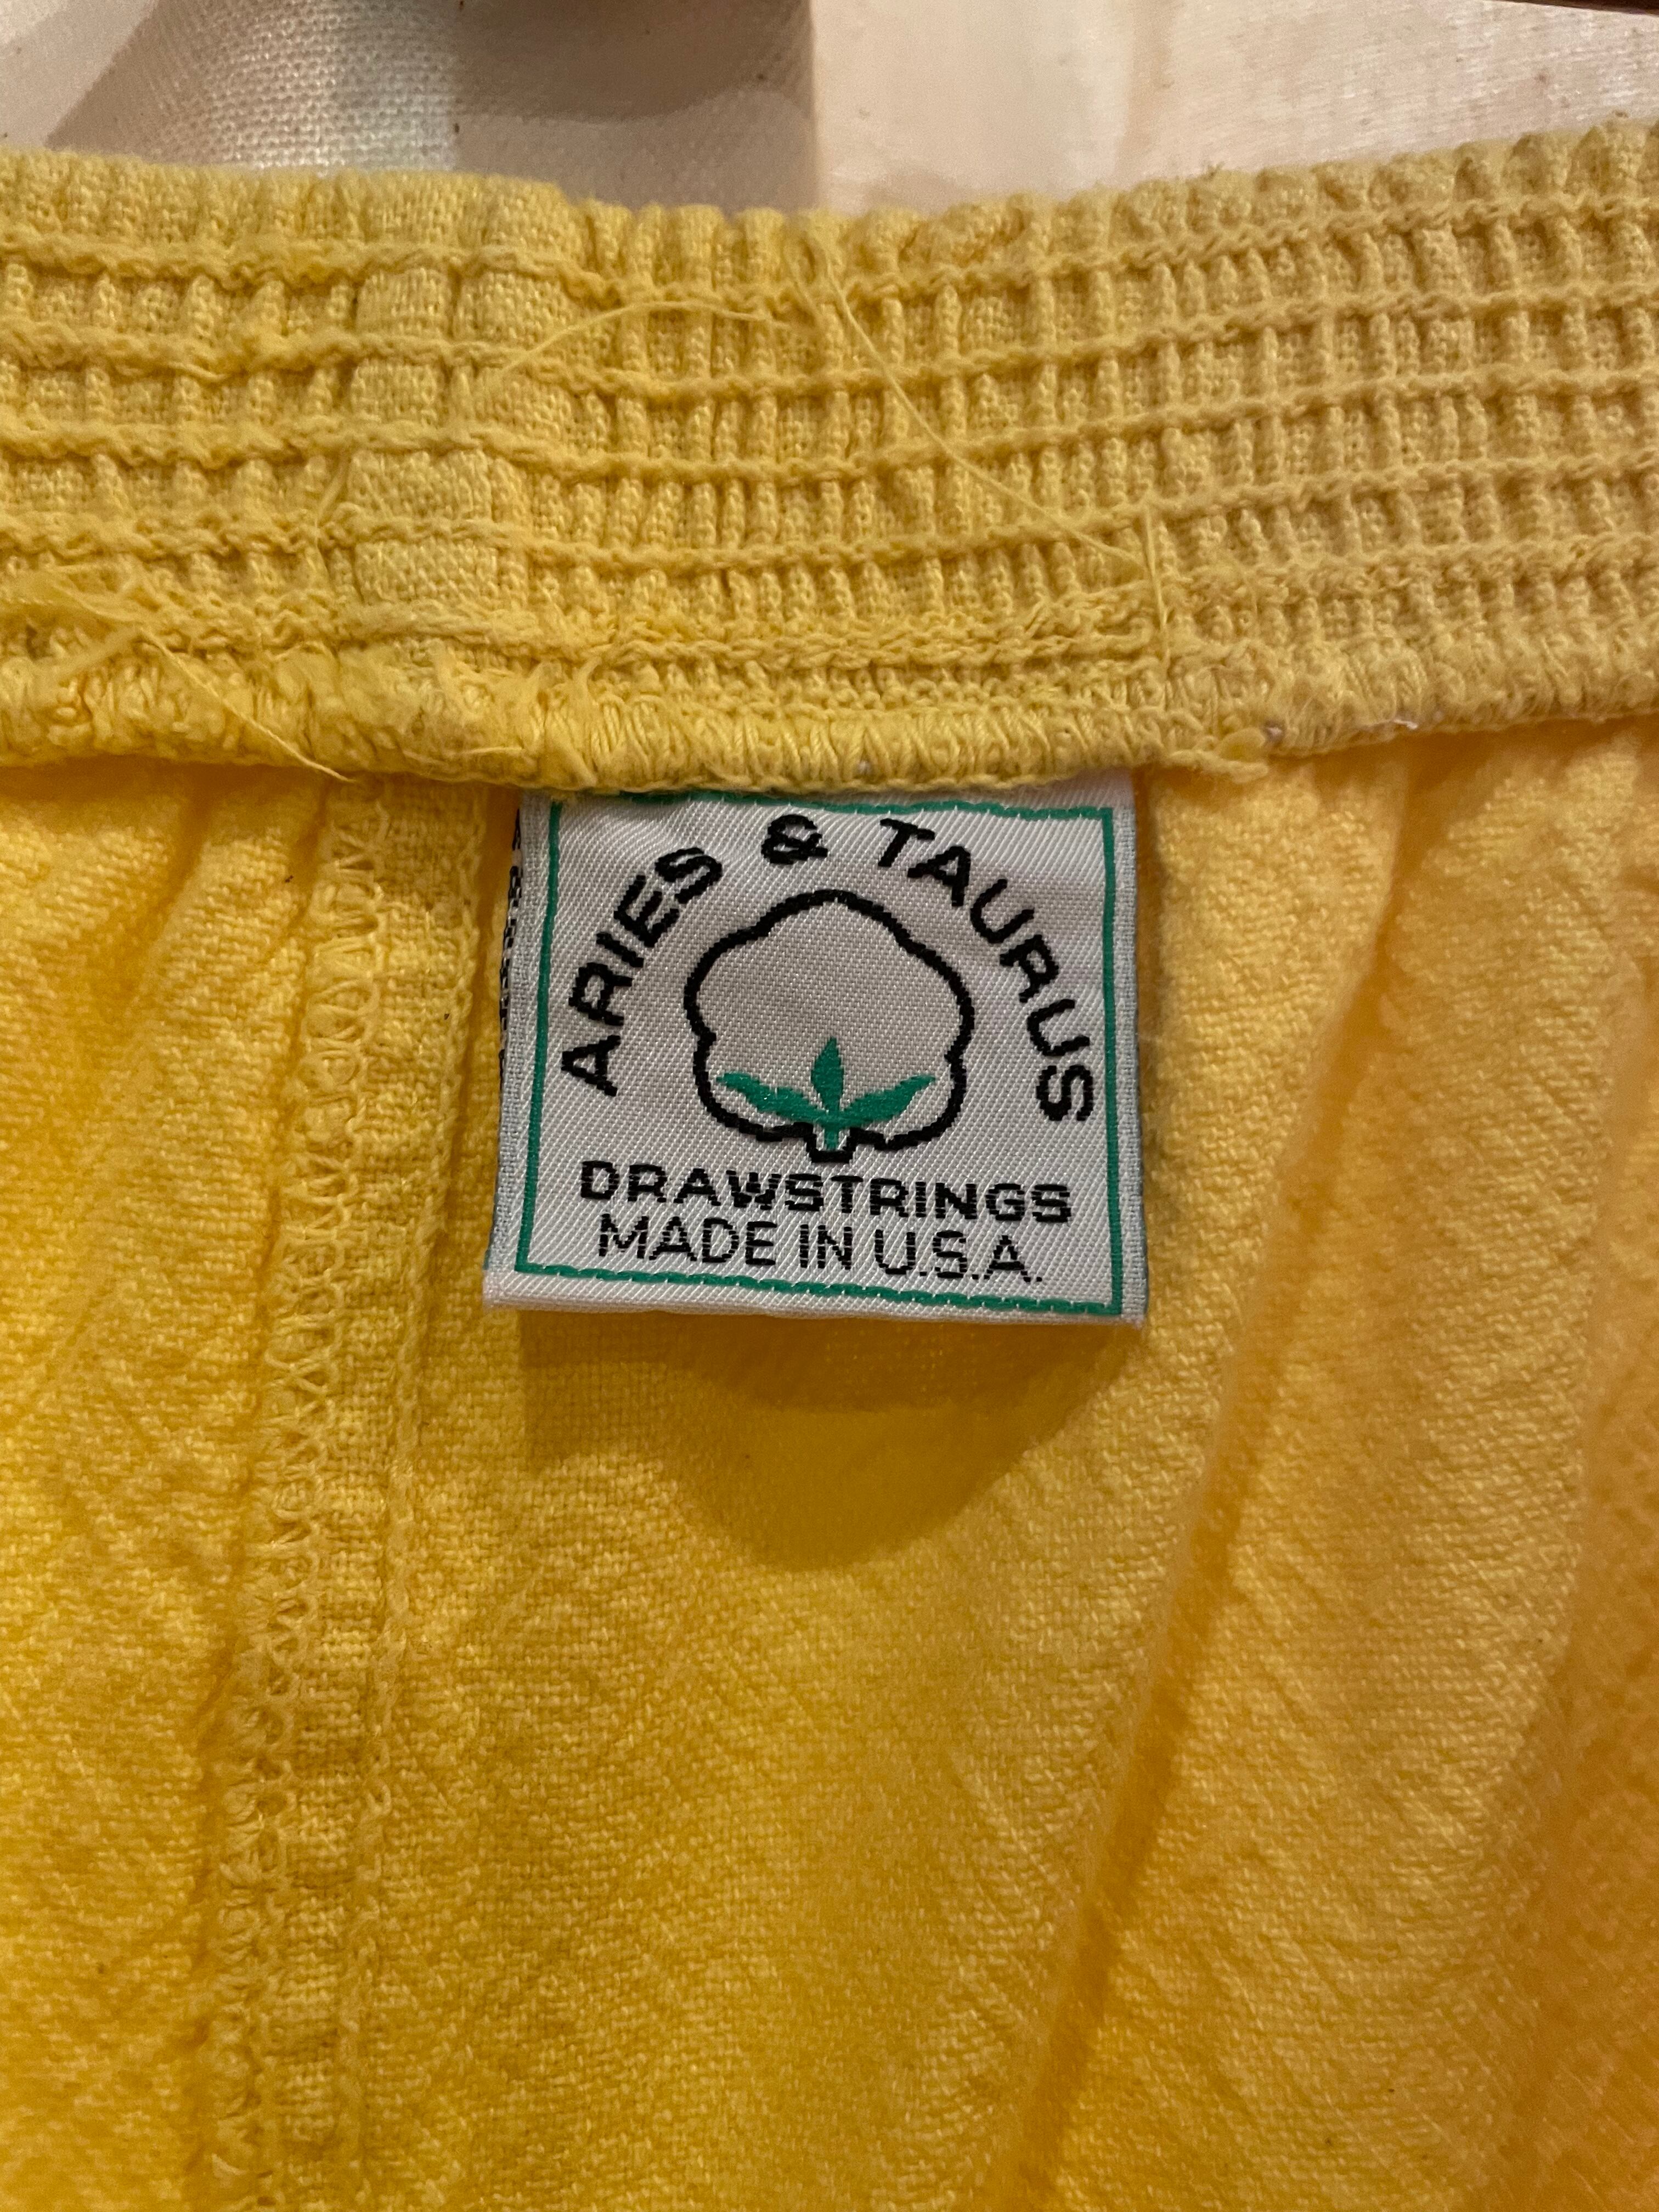 ARIES & TAURUS
DRAWSTRINGS
MADE IN U.S.A.